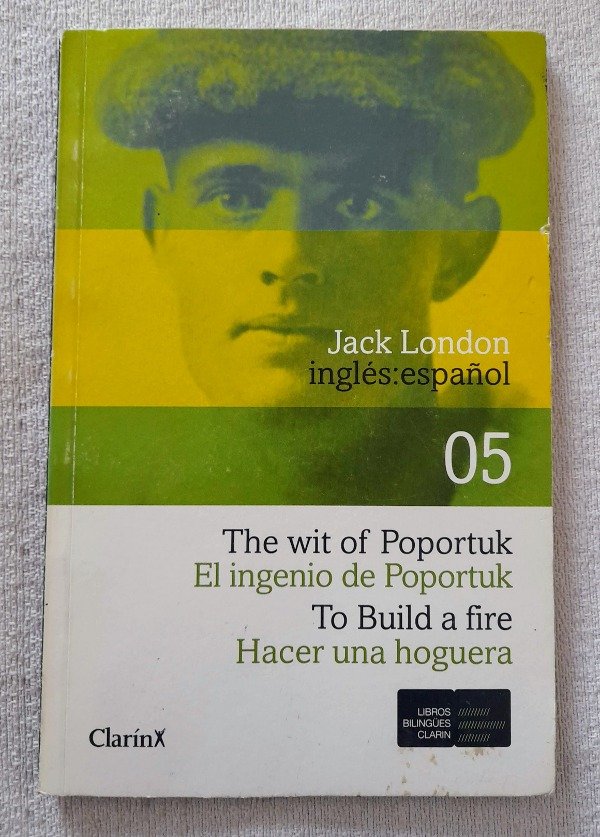 Jack London
inglés:español
05
The wit of Poportuk
El ingenio de Poportuk
To Build a fire
Hacer una hoguera
LIBROS
BILINGÜES
CLARIN
Clarín